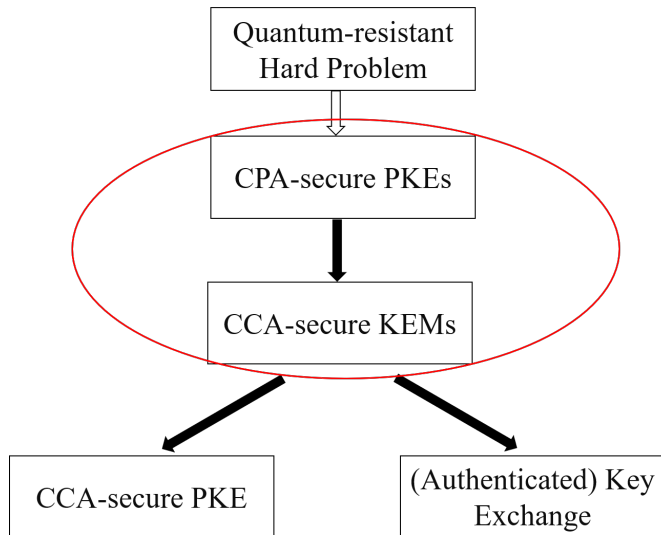 Quantum-resistant
Hard Problem
CPA-secure PKEs
CCA-secure KEMs
CCA-secure PKE
(Authenticated) Key
Exchange